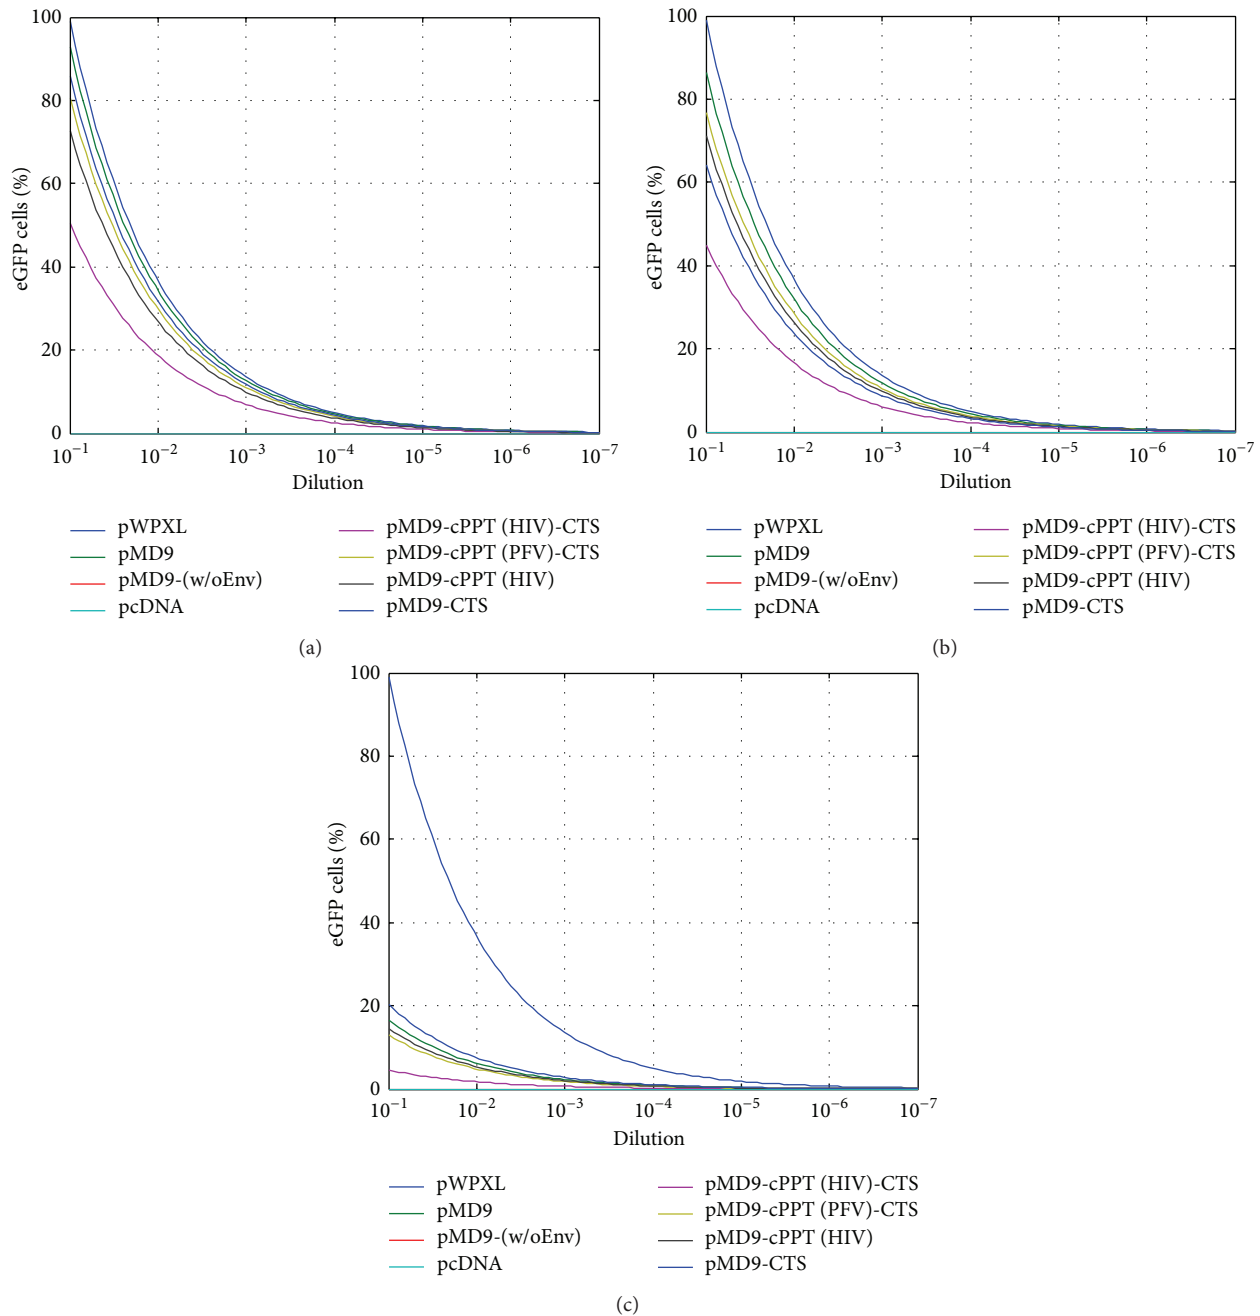 100
80
60
40
20
0
eGFP cells (%)
10⁻¹ 10⁻² 10⁻³ 10⁻⁴ 10⁻⁵ 10⁻⁶ 10⁻⁷
Dilution
pWPXL
pMD9
pMD9-(w/oEnv)
pcDNA
pMD9-cPPT (HIV)-CTS
pMD9-cPPT (PFV)-CTS
pMD9-cPPT (HIV)
pMD9-CTS
(a)
100
80
60
40
20
0
eGFP cells (%)
10⁻¹ 10⁻² 10⁻³ 10⁻⁴ 10⁻⁵ 10⁻⁶ 10⁻⁷
Dilution
pWPXL
pMD9
pMD9-(w/oEnv)
pcDNA
pMD9-cPPT (HIV)-CTS
pMD9-cPPT (PFV)-CTS
pMD9-cPPT (HIV)
pMD9-CTS
(b)
100
80
60
40
20
0
eGFP cells (%)
10⁻¹ 10⁻² 10⁻³ 10⁻⁴ 10⁻⁵ 10⁻⁶ 10⁻⁷
Dilution
pWPXL
pMD9
pMD9-(w/oEnv)
pcDNA
pMD9-cPPT (HIV)-CTS
pMD9-cPPT (PFV)-CTS
pMD9-cPPT (HIV)
pMD9-CTS
(c)